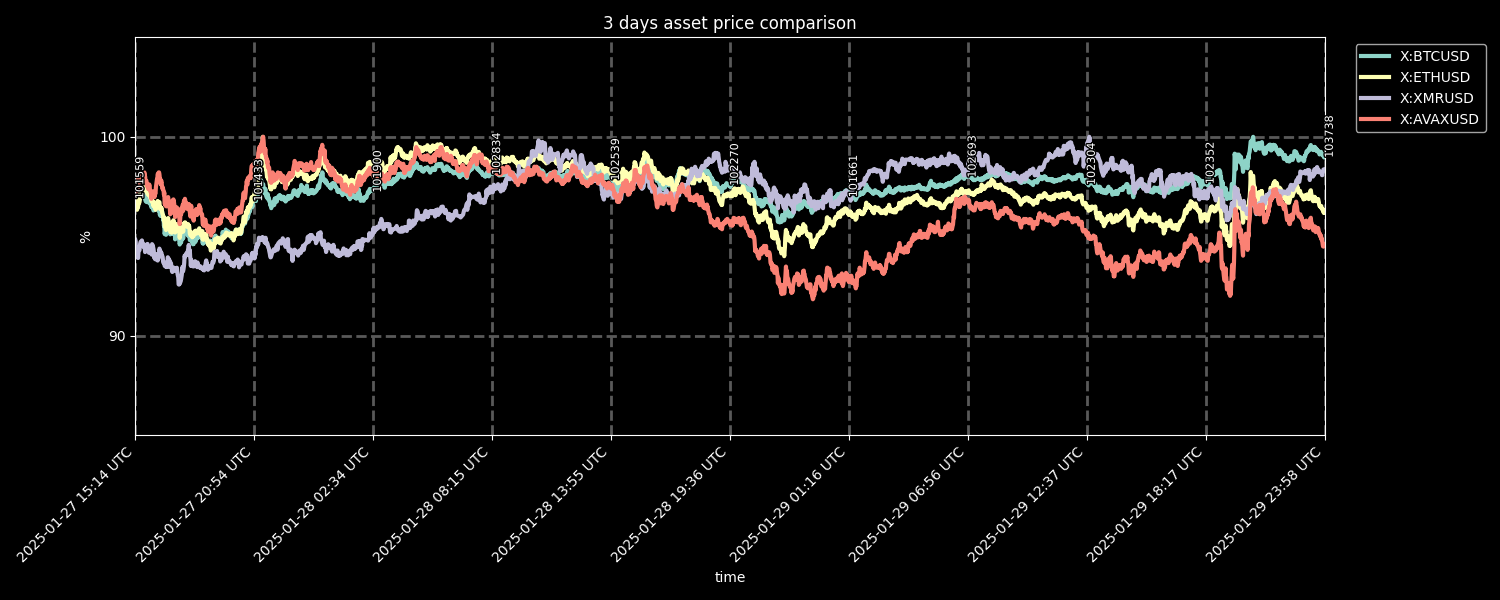 3 days asset price comparison
X:BTCUSD
X:ETHUSD
X:XMRUSD
X:AVAXUSD
%
100
90
101559
101433
101900
102834
102539
102270
101661
102693
102304
102352
103738
2025-01-27 15:14 UTC
2025-01-27 20:54 UTC
2025-01-28 02:34 UTC
2025-01-28 08:15 UTC
2025-01-28 13:55 UTC
2025-01-28 19:36 UTC
2025-01-29 01:16 UTC
2025-01-29 06:56 UTC
2025-01-29 12:37 UTC
2025-01-29 18:17 UTC
2025-01-29 23:58 UTC
time